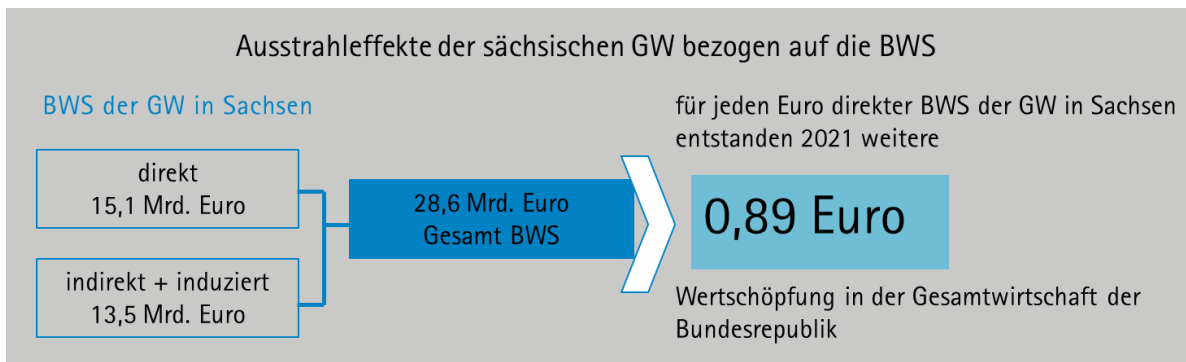 Ausstrahleffekte der sächsischen GW bezogen auf die BWS
BWS der GW in Sachsen
direkt
15,1 Mrd. Euro
indirekt + induziert
13,5 Mrd. Euro
28,6 Mrd. Euro
Gesamt BWS
für jeden Euro direkter BWS der GW in Sachsen
entstanden 2021 weitere
0,89 Euro
Wertschöpfung in der Gesamtwirtschaft der
Bundesrepublik